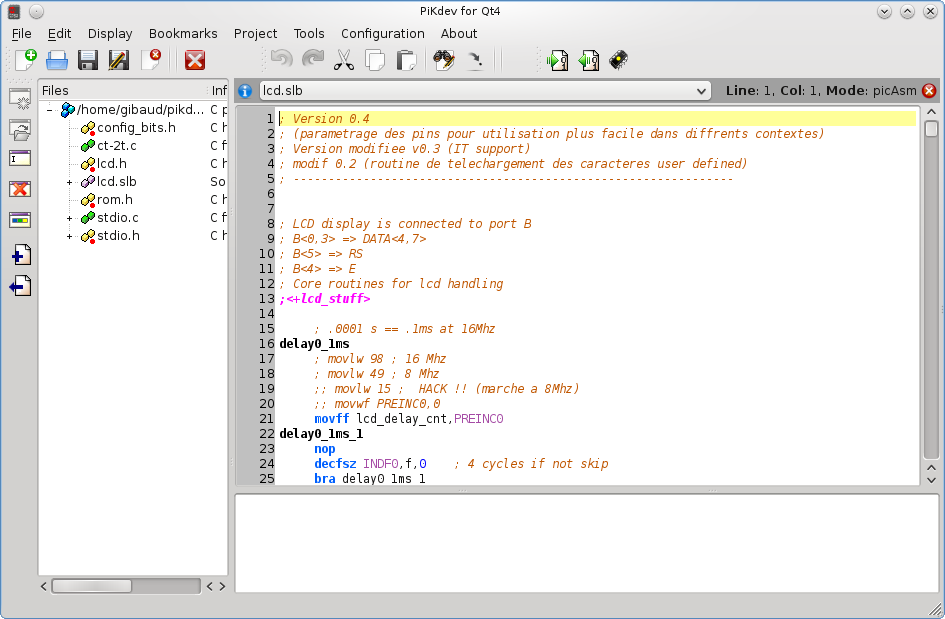 PiKdev for Qt4
File Edit Display Bookmarks Project Tools Configuration About
Files Inf
/home/gibaud/pikd... C p
config_bits.h C h
ct-2t.c C f
lcd.h C h
lcd.slb So
rom.h C h
stdio.c C f
stdio.h C h
lcd.slb
Line: 1, Col: 1, Mode: picAsm
1 ; Version 0.4
2 ; (parametrage des pins pour utilisation plus facile dans diffrents contextes)
3 ; Version modifiee v0.3 (IT support)
4 ; modif 0.2 (routine de telechargement des caracteres user defined)
5 ; ---------------------------------------------------------------
6
7
8 ; LCD display is connected to port B
9 ; B<0,3> => DATA<4,7>
10 ; B<5> => RS
11 ; B<4> => E
12 ; Core routines for lcd handling
13 ;<+lcd_stuff>
14
15 ; .0001 s == .1ms at 16Mhz
16 delay0_1ms
17 ; movlw 98 ; 16 Mhz
18 ; movlw 49 ; 8 Mhz
19 ;; movlw 15 ; HACK !! (marche a 8Mhz)
20 ;; movwf PREINC0,0
21 movff lcd_delay_cnt,PREINC0
22 delay0_1ms_1
23 nop
24 decfsz INDF0,f,0 ; 4 cycles if not skip
25 bra delay0_1ms_1